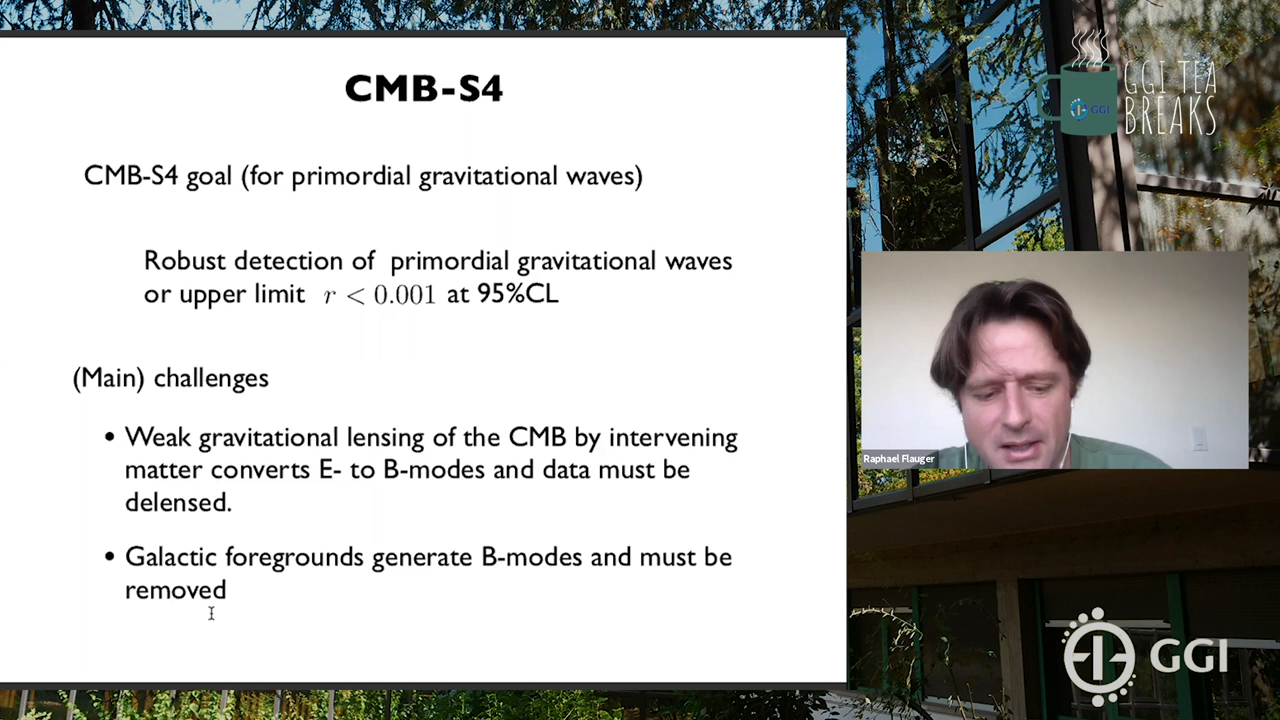 CMB-S4
CMB-S4 goal (for primordial gravitational waves)
Robust detection of primordial gravitational waves
or upper limit r < 0.001 at 95%CL
(Main) challenges
• Weak gravitational lensing of the CMB by intervening
matter converts E- to B-modes and data must be
delensed.
• Galactic foregrounds generate B-modes and must be
removed
GGI TEA
BREAKS
GGI
Raphael Flauger
GGI